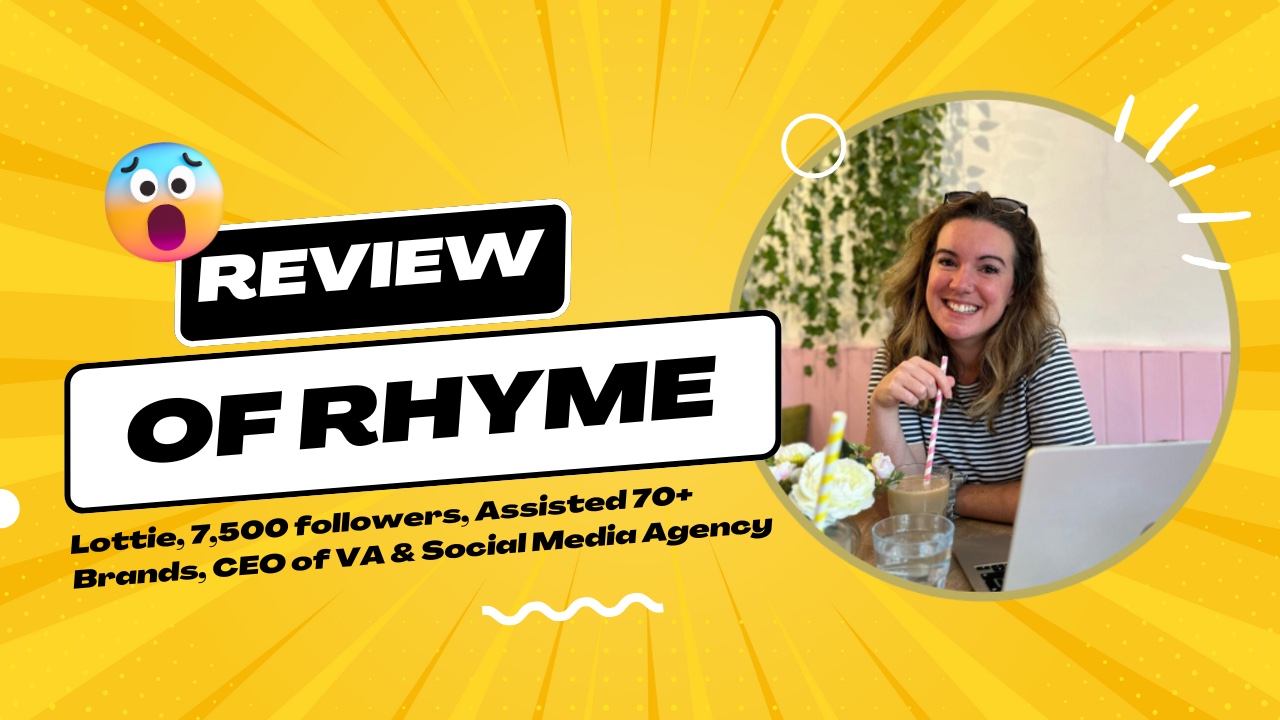 REVIEW
OF RHYME
Lottie, 7,500 followers, Assisted 70+
Brands, CEO of VA & Social Media Agency